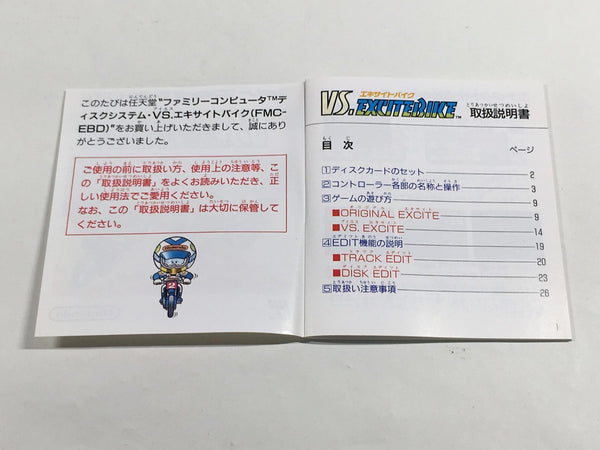 このたびは任天堂"ファミリーコンピュータ™デ
ィスクシステム・VS.エキサイトバイク(FMC-
EBD)"をお買い上げいただきまして、誠にあり
がとうございました。
ご使用の前に取扱い方、使用上の注意等、こ
の「取扱説明書」をよくお読みいただき、正
しい使用法でご愛用ください。
なお、この「取扱説明書」は大切に保管して
ください。
エキサイトバイク
VS. EXCITEBIKE™ 取扱説明書
目次 ページ
1 ディスクカードのセット 2
2 コントローラー各部の名称と操作 3
3 ゲームの遊び方 9
■ORIGINAL EXCITE 9
■VS. EXCITE 14
4 EDIT機能の説明 19
■TRACK EDIT 20
■DISK EDIT 23
5 取扱い注意事項 26